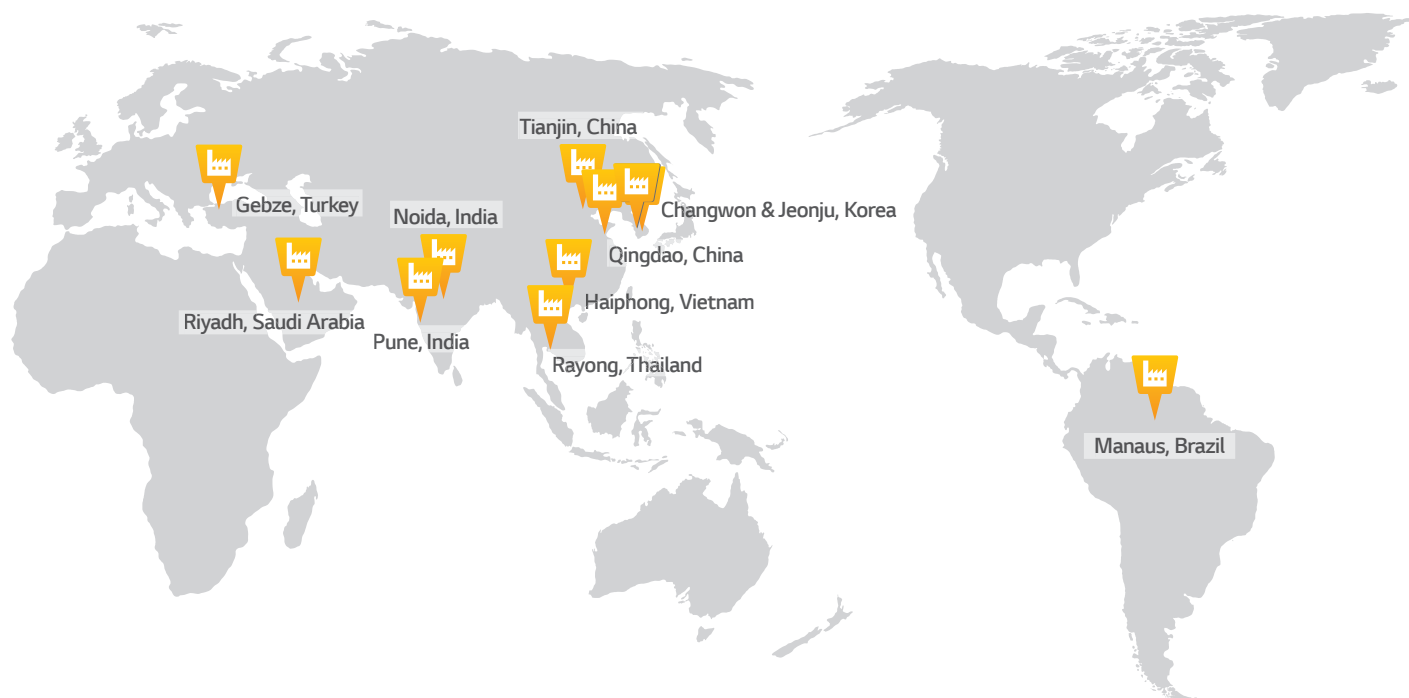 Tianjin, China
Gebze, Turkey
Noida, India
Changwon & Jeonju, Korea
Qingdao, China
Haiphong, Vietnam
Riyadh, Saudi Arabia
Pune, India
Rayong, Thailand
Manaus, Brazil